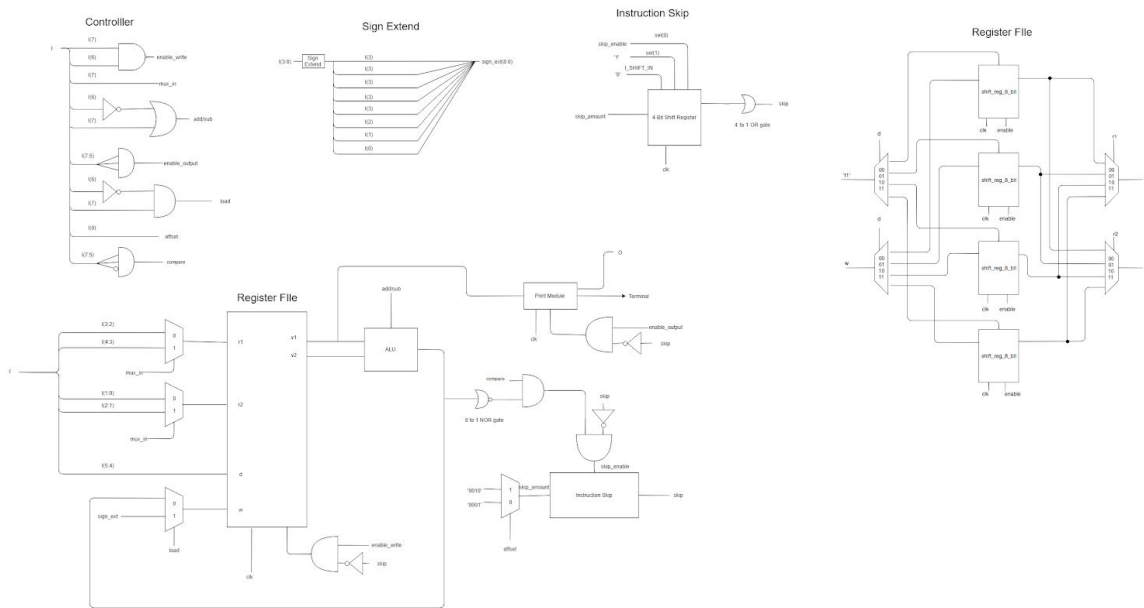 Controlller
I
I(7)
I(6)
enable_write
I(7)
mux_in
I(6)
I(7)
add/sub
I(7:5)
enable_output
I(6)
I(7)
load
I(0)
offset
I(7:5)
compare
Sign Extend
I(3:0)
Sign
Extend
I(3)
I(3)
I(3)
I(3)
I(3)
I(2)
I(1)
I(0)
Instruction Skip
set(0)
skip_enable
set(1)
'1'
I_SHIFT_IN
'0'
skip_amount
4-Bit Shift Register
clk
skip
4 to 1 OR gate
Register FIle
d
'11'
00
01
10
11
d
w
00
01
10
11
shift_reg_8_bit
clk
enable
shift_reg_8_bit
clk
enable
shift_reg_8_bit
clk
enable
shift_reg_8_bit
clk
enable
r1
00
01
10
11
r2
00
01
10
11
Register FIle
I
I(3:2)
I(4:3)
0
1
mux_in
I(1:0)
I(2:1)
0
1
mux_in
I(5:4)
sign_ext
0
1
load
r1
r2
d
w
v1
v2
clk
enable_write
skip
add/sub
ALU
Print Module
O
Terminal
clk
enable_output
skip
compare
8 to 1 NOR gate
skip
skip_enable
'0010'
'0001'
1
0
skip_amount
offset
Instruction Skip
skip